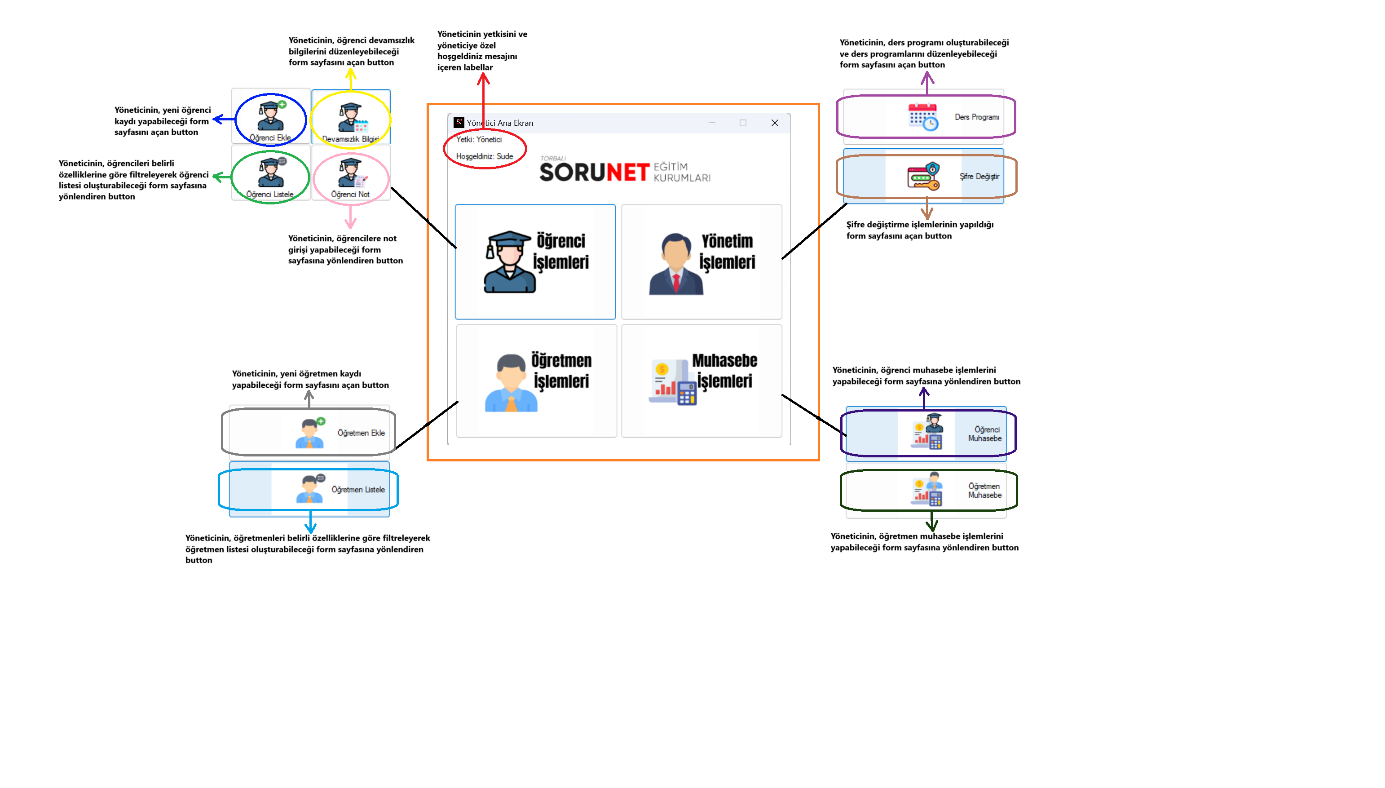 Yöneticinin, öğrenci devamsızlık
bilgilerini düzenleyebileceği
form sayfasını açan button
Yöneticinin yetkisini ve
yöneticiye özel
hoşgeldiniz mesajını
içeren labellar
Yöneticinin, ders programı oluşturabileceği
ve ders programlarını düzenleyebileceği
form sayfasını açan button
Yöneticinin, yeni öğrenci
kaydı yapabileceği form
sayfasını açan button
Öğrenci Ekle
Devamsızlık Bilgisi
Yöneticinin, öğrencileri belirli
özelliklerine göre filtreleyerek öğrenci
listesi oluşturabileceği form sayfasına
yönlendiren button
Öğrenci Listele
Öğrenci Not
Yöneticinin, öğrencilere not
girişi yapabileceği form
sayfasına yönlendiren button
S
Yönetici Ana Ekran
Yetki: Yönetici
Hoşgeldiniz: Sude
TORBALI
SORUNET EĞİTİM
KURUMLARI
Öğrenci
İşlemleri
Yönetim
İşlemleri
Öğretmen
İşlemleri
Muhasebe
İşlemleri
Ders Programı
Şifre Değiştir
Şifre değiştirme işlemlerinin yapıldığı
form sayfasını açan button
Yöneticinin, yeni öğretmen kaydı
yapabileceği form sayfasını açan button
Öğretmen Ekle
Öğretmen Listele
Yöneticinin, öğretmenleri belirli özelliklerine göre filtreleyerek
öğretmen listesi oluşturabileceği form sayfasına yönlendiren
button
Yöneticinin, öğrenci muhasebe işlemlerini
yapabileceği form sayfasına yönlendiren button
Öğrenci
Muhasebe
Öğretmen
Muhasebe
Yöneticinin, öğretmen muhasebe işlemlerini
yapabileceği form sayfasına yönlendiren button